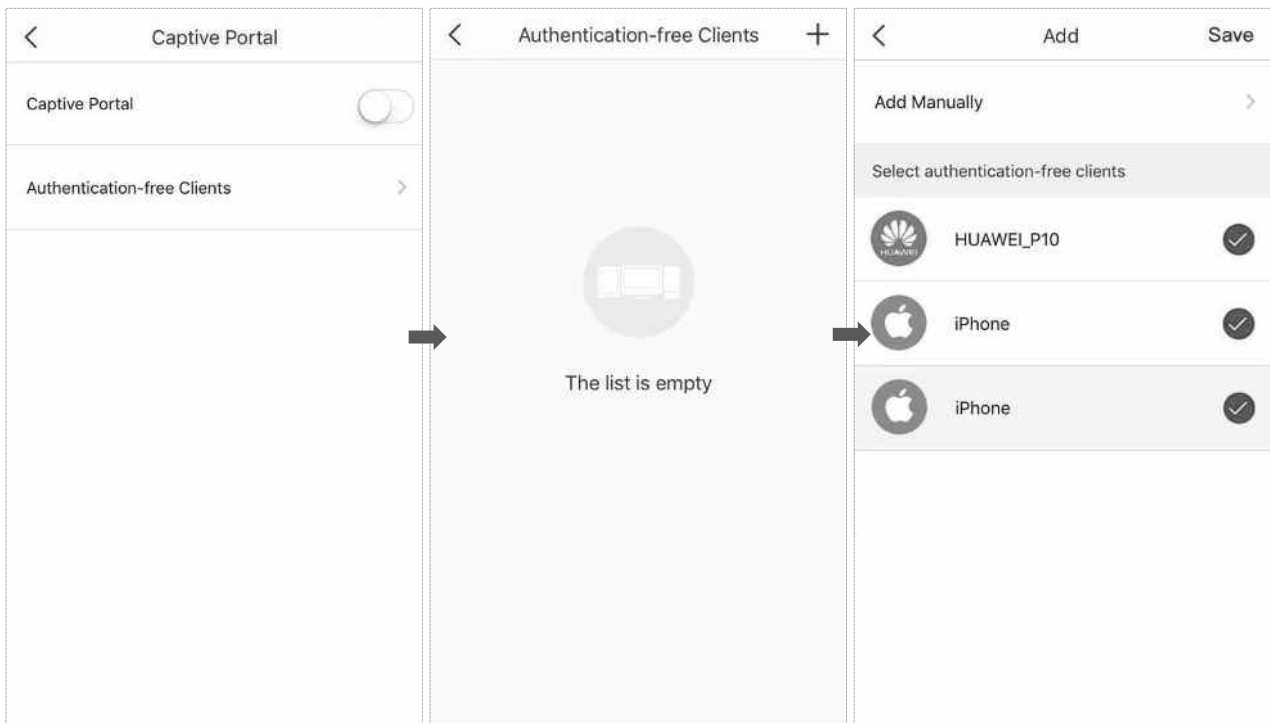 Captive Portal
Captive Portal
Authentication-free Clients
Authentication-free Clients
The list is empty
Add
Save
Add Manually
Select authentication-free clients
HUAWEI
HUAWEI_P10
iPhone
iPhone